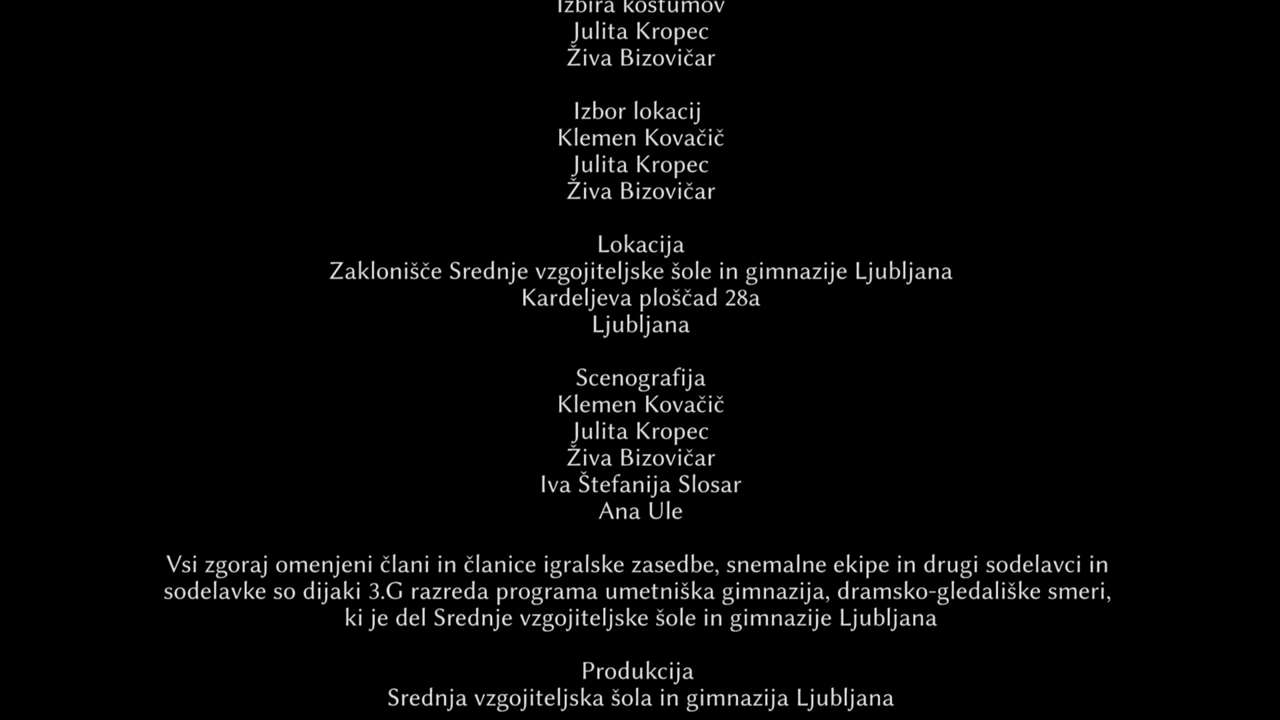 Izbira kostumov
Julita Kropec
Živa Bizovičar
Izbor lokacij
Klemen Kovačič
Julita Kropec
Živa Bizovičar
Lokacija
Zaklonišče Srednje vzgojiteljske šole in gimnazije Ljubljana
Kardeljeva ploščad 28a
Ljubljana
Scenografija
Klemen Kovačič
Julita Kropec
Živa Bizovičar
Iva Štefanija Slosar
Ana Ule
Vsi zgoraj omenjeni člani in članice igralske zasedbe, snemalne ekipe in drugi sodelavci in
sodelavke so dijaki 3.G razreda programa umetniška gimnazija, dramsko-gledališke smeri,
ki je del Srednje vzgojiteljske šole in gimnazije Ljubljana
Produkcija
Srednja vzgojiteljska šola in gimnazija Ljubljana